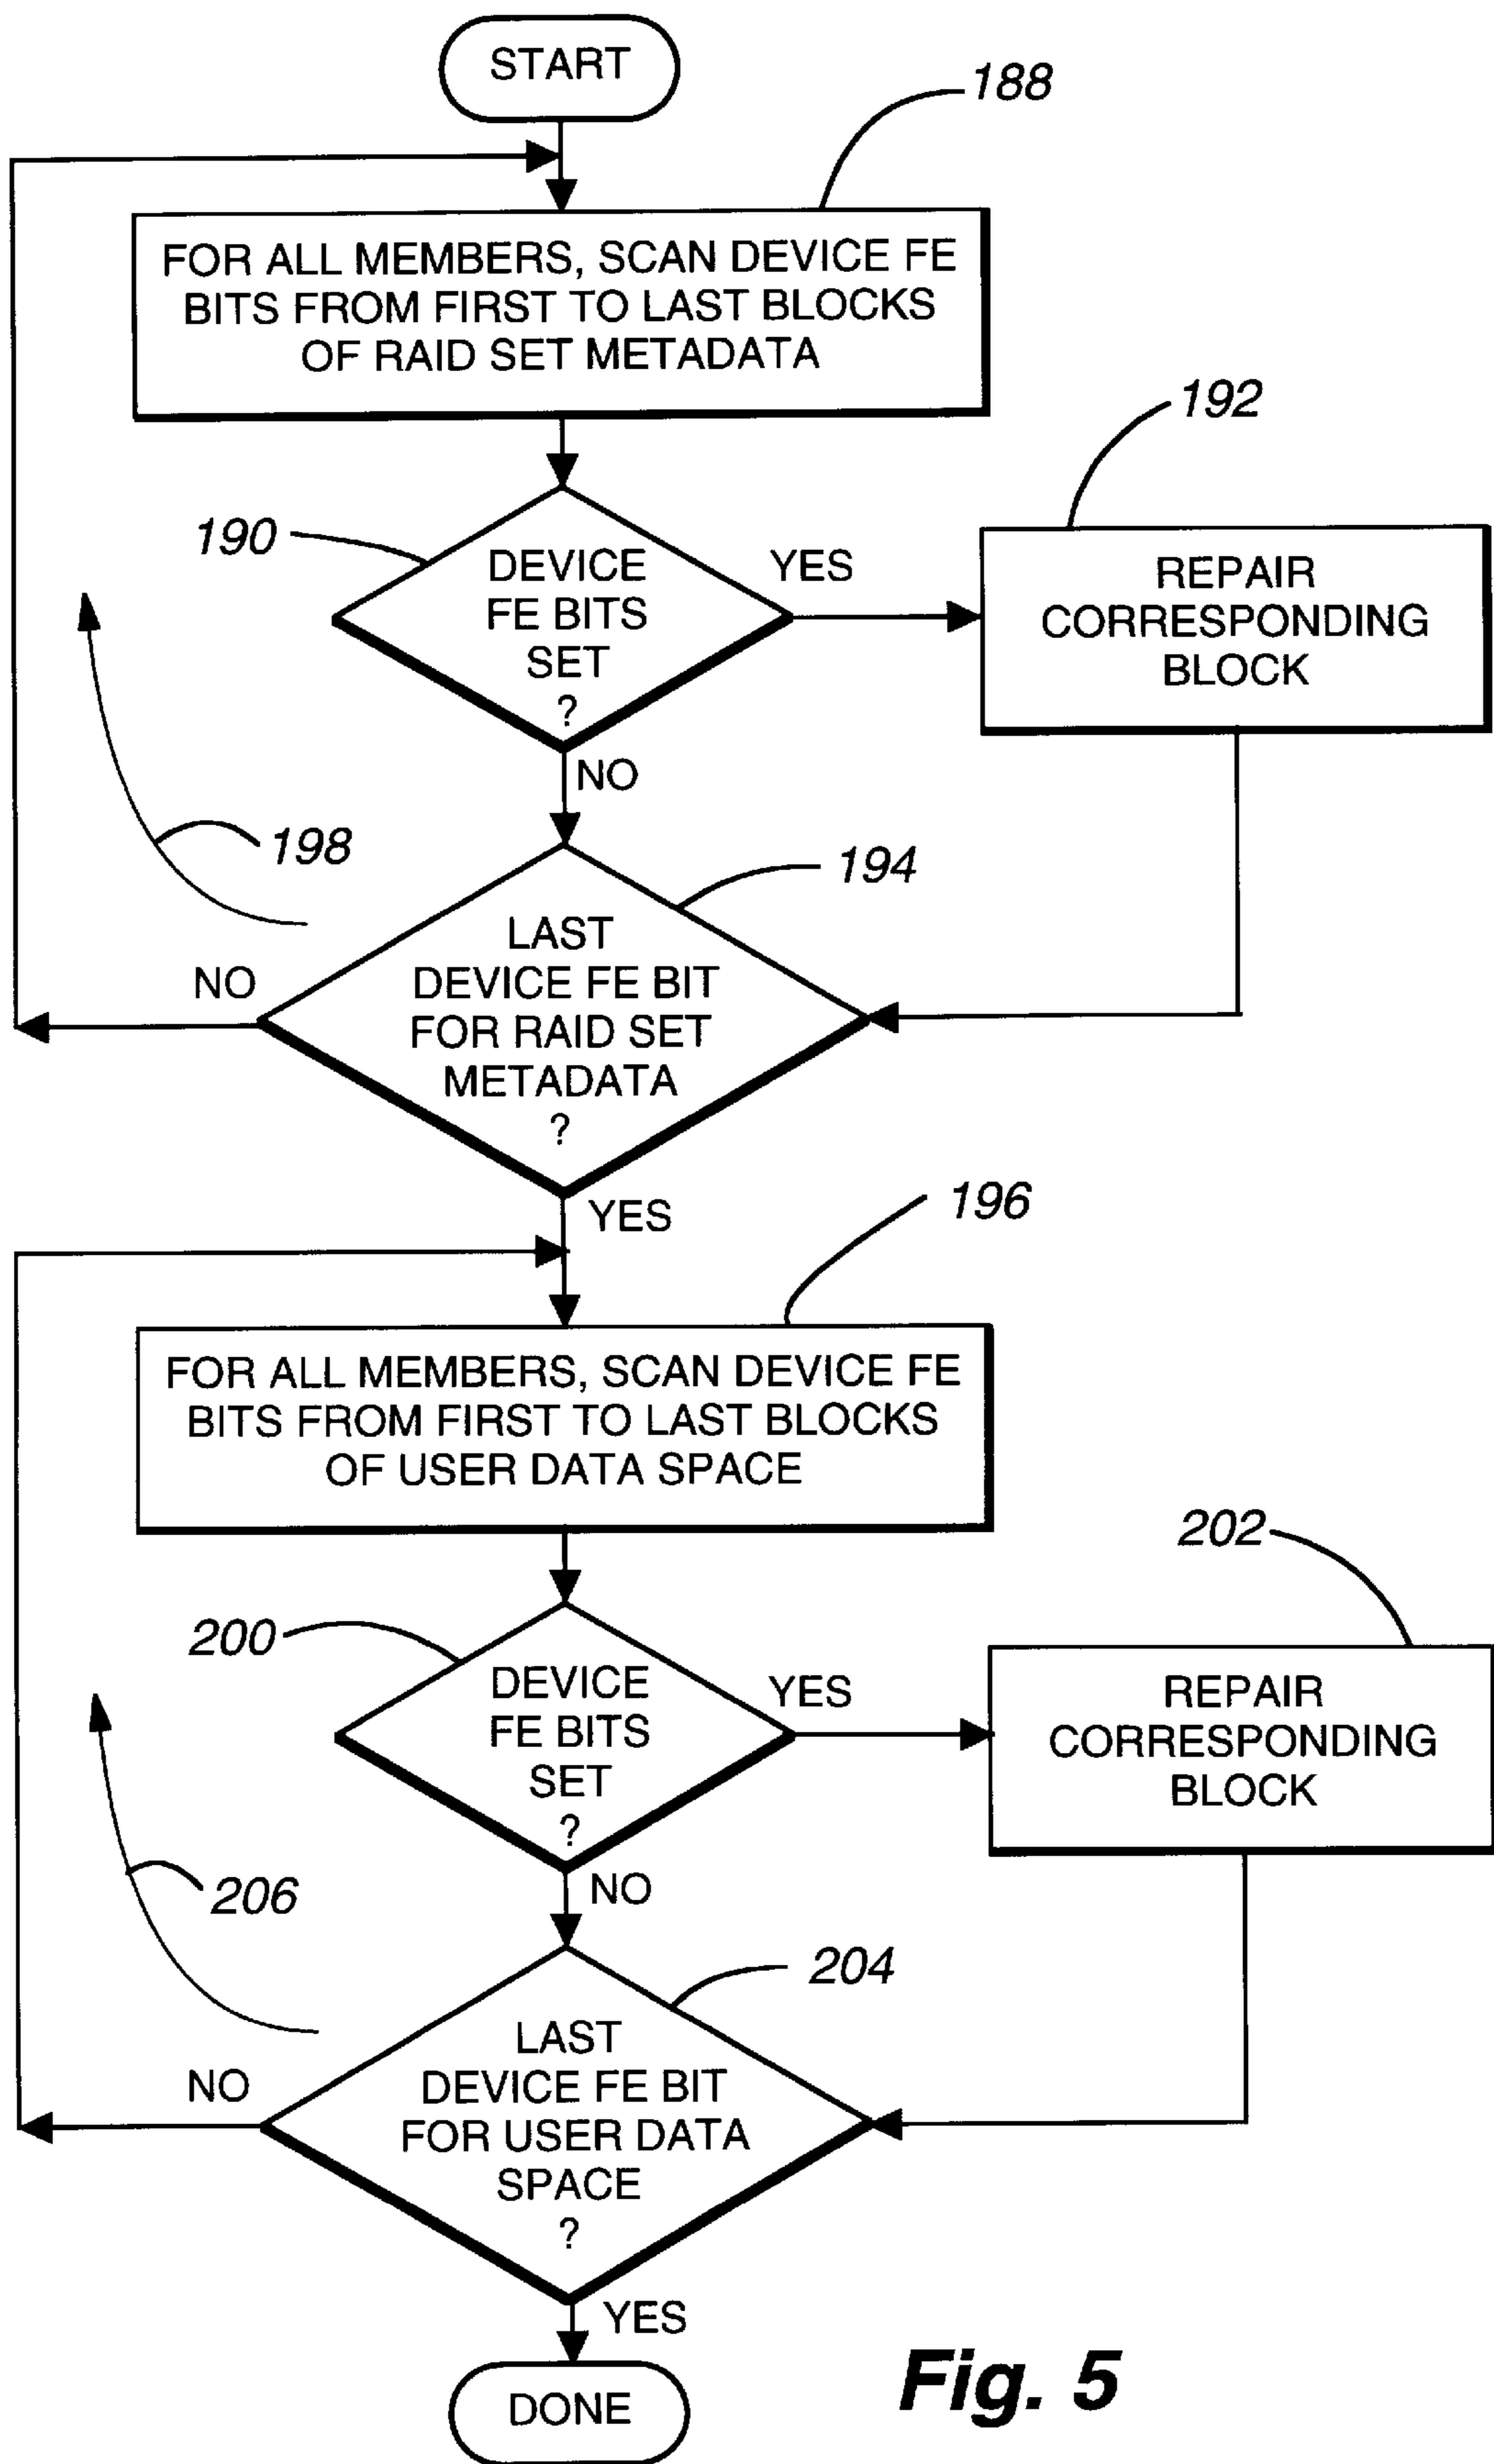 START
188
FOR ALL MEMBERS, SCAN DEVICE FE
BITS FROM FIRST TO LAST BLOCKS
OF RAID SET METADATA
192
190
DEVICE
FE BITS
SET
?
YES
REPAIR
CORRESPONDING
BLOCK
NO
198
194
LAST
DEVICE FE BIT
FOR RAID SET
METADATA
?
NO
YES
196
FOR ALL MEMBERS, SCAN DEVICE FE
BITS FROM FIRST TO LAST BLOCKS
OF USER DATA SPACE
202
200
DEVICE
FE BITS
SET
?
YES
REPAIR
CORRESPONDING
BLOCK
NO
206
204
LAST
DEVICE FE BIT
FOR USER DATA
SPACE
?
NO
YES
DONE
Fig. 5